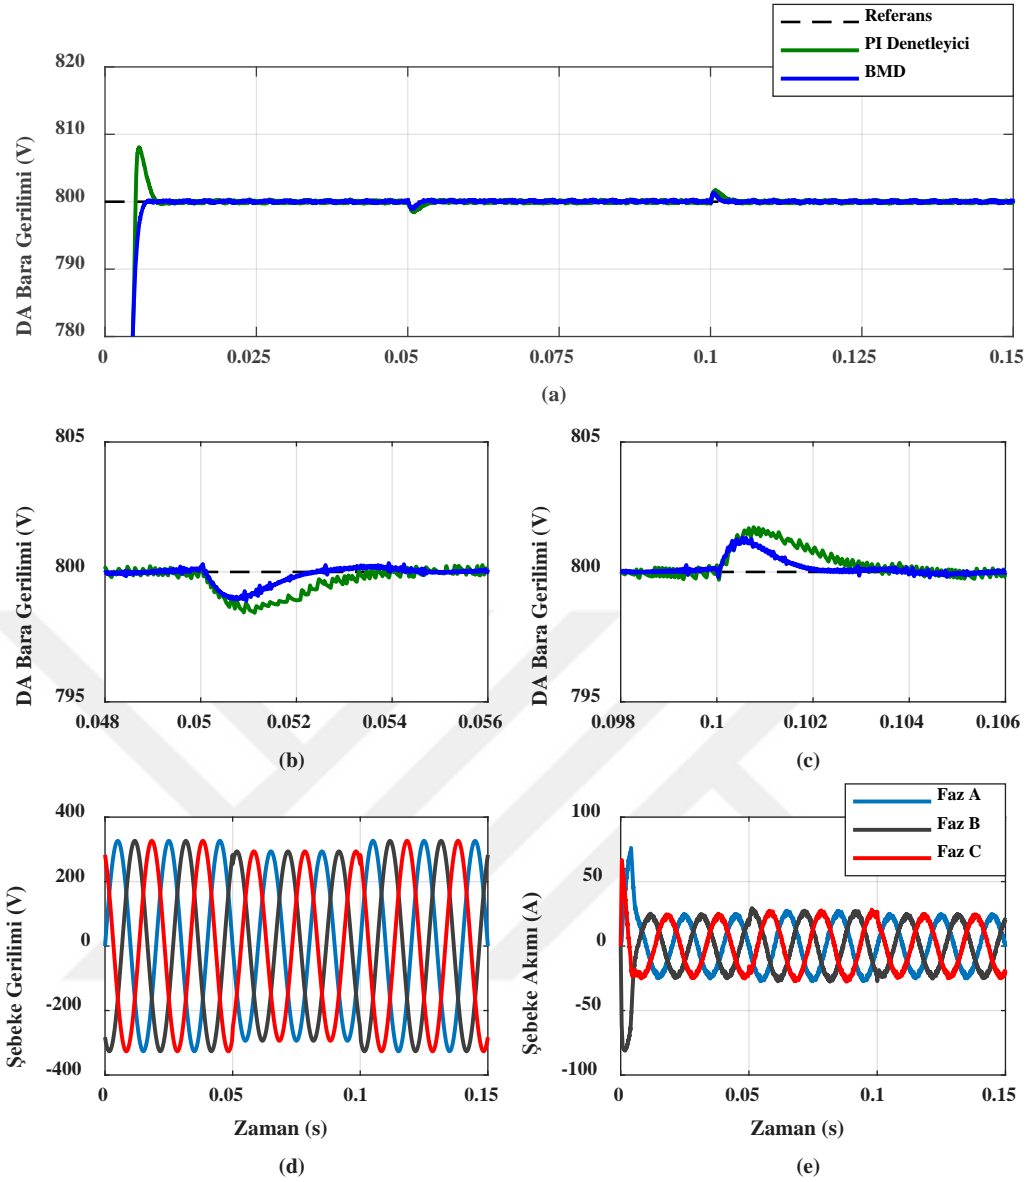 Referans
PI Denetleyici
BMD
DA Bara Gerilimi (V)
820
810
800
790
780
0 0.025 0.05 0.075 0.1 0.125 0.15
(a)
DA Bara Gerilimi (V)
805
800
795
0.048 0.05 0.052 0.054 0.056
(b)
DA Bara Gerilimi (V)
805
800
795
0.098 0.1 0.102 0.104 0.106
(c)
Şebeke Gerilimi (V)
400
200
0
-200
-400
0 0.05 0.1 0.15
Zaman (s)
(d)
Faz A
Faz B
Faz C
Şebeke Akımı (A)
100
50
0
-50
-100
0 0.05 0.1 0.15
Zaman (s)
(e)